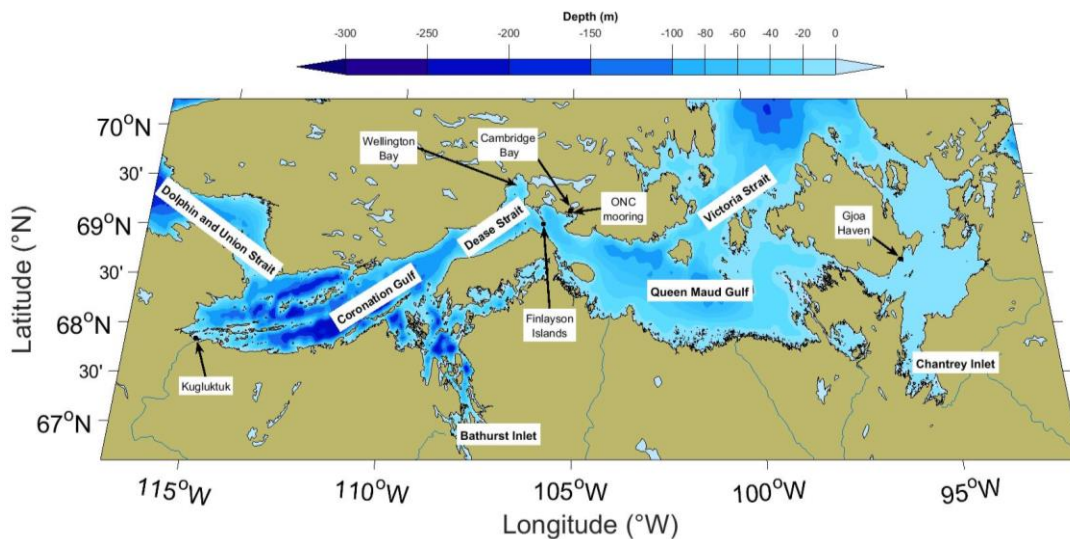 Depth (m)
-300 -250 -200 -150 -100 -80 -60 -40 -20 0
70°N
30'
69°N
30'
68°N
30'
67°N
Latitude (°N)
Wellington
Bay
Cambridge
Bay
ONC
mooring
Victoria Strait
Gjoa
Haven
Dolphin and Union Strait
Dease Strait
Coronation Gulf
Queen Maud Gulf
Finlayson
Islands
Kugluktuk
Chantrey Inlet
Bathurst Inlet
115°W 110°W 105°W 100°W 95°W
Longitude (°W)